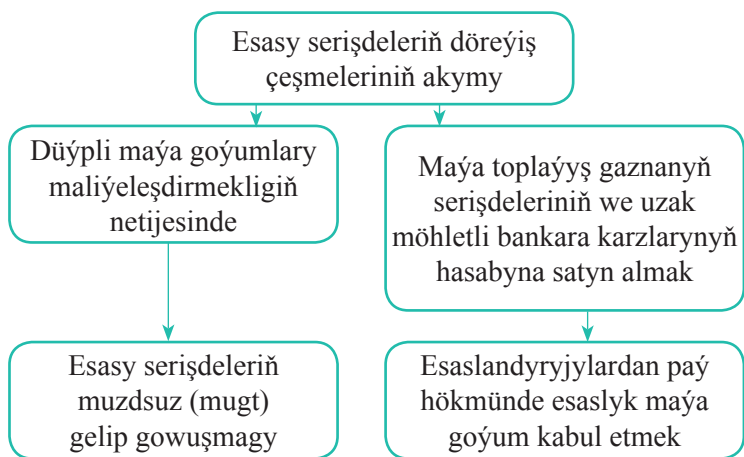 Esasy serişdeleriň döreýiş
çeşmeleriniň akymy
Düýpli maýa goýumlary
maliýeleşdirmekligiň
netijesinde
Maýa toplaýyş gaznanyň
serişdeleriniň we uzak
möhletli bankara karzlarynyň
hasabyna satyn almak
Esasy serişdeleriň
muzdsuz (mugt)
gelip gowuşmagy
Esaslandyryjylardan paý
hökmünde esaslyk maýa
goýum kabul etmek